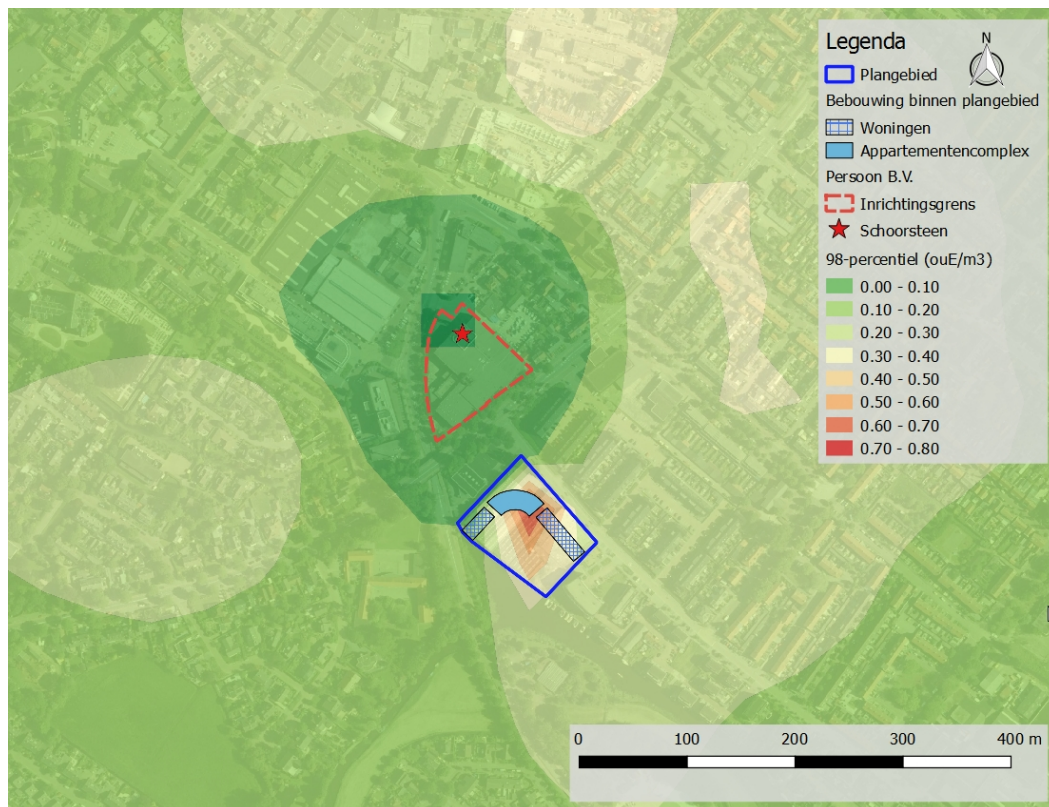 Legenda
N
Plangebied
Bebouwing binnen plangebied
Woningen
Appartementencomplex
Persoon B.V.
Inrichtingsgrens
Schoorsteen
98-percentiel (ouE/m3)
0.00 - 0.10
0.10 - 0.20
0.20 - 0.30
0.30 - 0.40
0.40 - 0.50
0.50 - 0.60
0.60 - 0.70
0.70 - 0.80
0 100 200 300 400 m